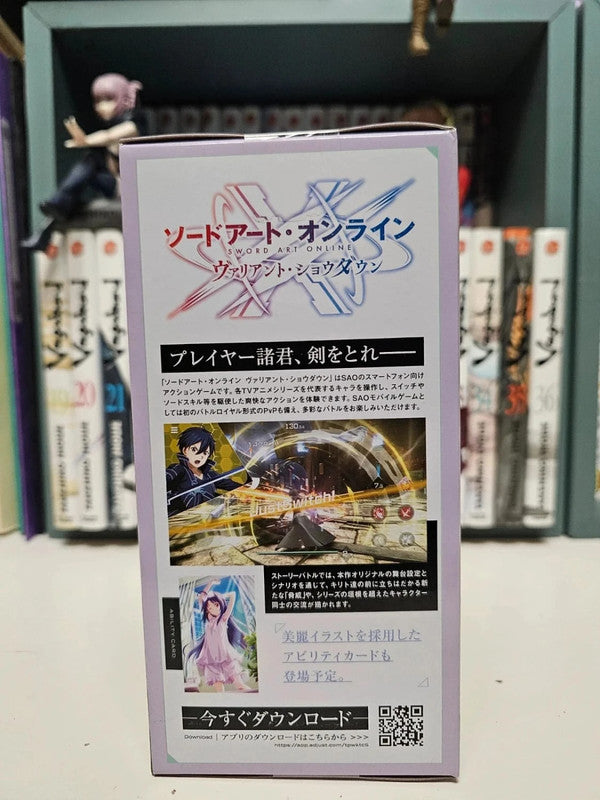 ソードアート・オンライン
SWORD ART ONLINE
ヴァリアント・ショウダウン
プレイヤー諸君、剣をとれ――
「ソードアート・オンライン ヴァリアント・ショウダウン」はSAOのスマートフォン向け
アクションゲームです。各TVアニメシリーズを代表するキャラを操作し、スイッチや
ソードスキル等を駆使した爽快なアクションを体験できます。SAOモバイルゲームと
しては初のバトルロイヤル形式のPvPも備え、多彩なバトルをお楽しみいただけます。
130
Just Switch!
ストーリーバトルでは、本作オリジナルの舞台設定と
シナリオを通じて、キリト達の前に立ちはだかる新た
な「脅威」や、シリーズの垣根を超えたキャラクター
同士の交流が描かれます。
ABILITY CARD
美麗イラストを採用した
アビリティカードも
登場予定。
今すぐダウンロード
Download | アプリのダウンロードはこちらから >>>
20
21
38
36